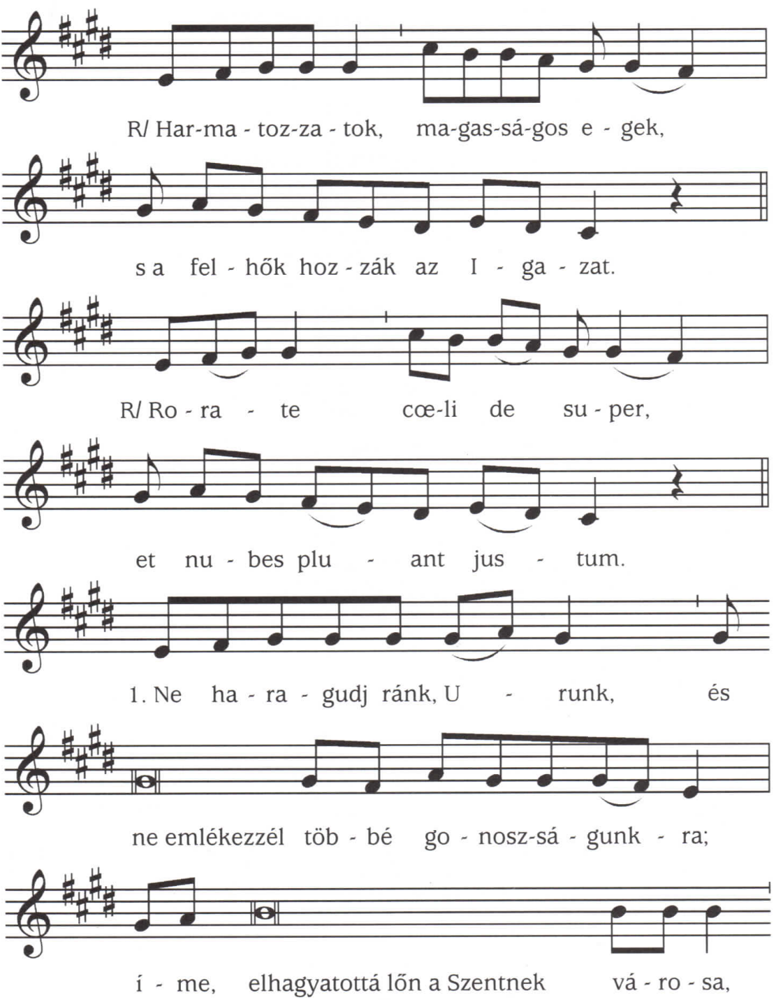 R/ Har-ma - toz-za - tok, ma-gas-sá-gos e - gek,
s a fel - hők hoz - zák az I - ga - zat.
R/ Ro - ra - te cœ-li de su - per,
et nu - bes plu - ant jus - tum.
1. Ne ha - ra - gudj ránk, U - runk, és
ne emlékezzél töb - bé go - nosz-sá - gunk - ra;
í - me, elhagyatottá lőn a Szentnek vá - ro - sa,